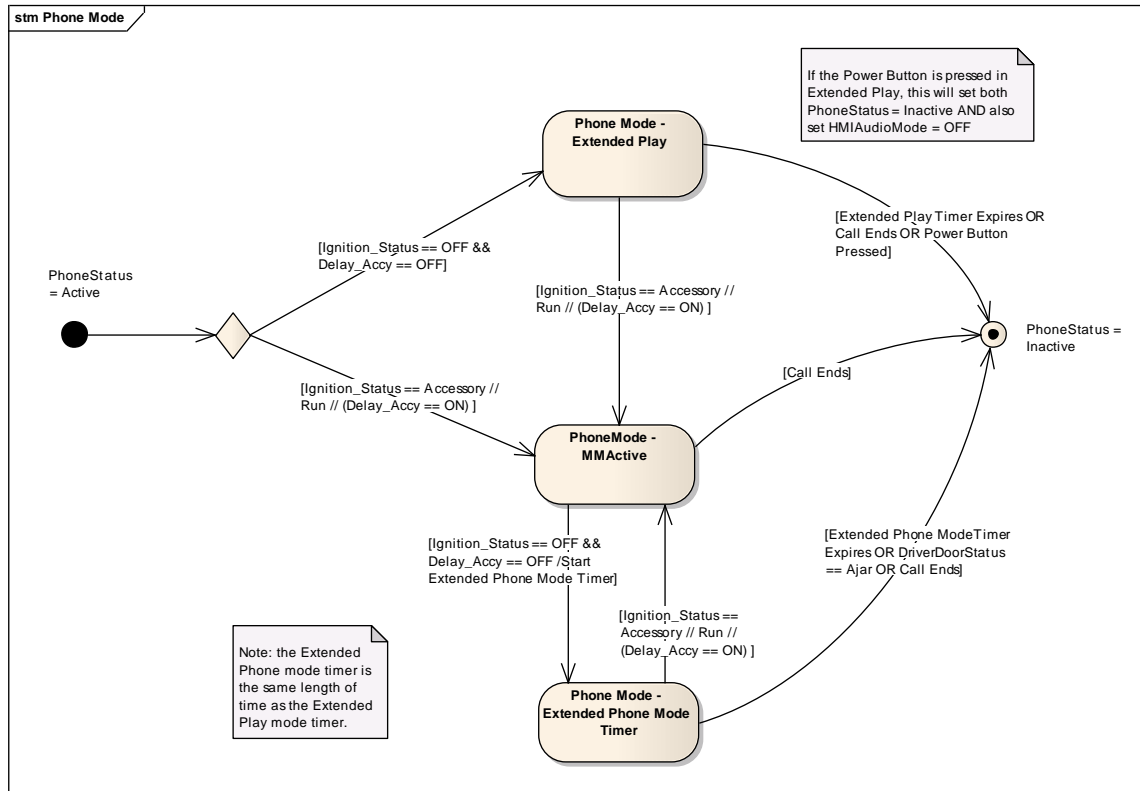 stm Phone Mode
If the Power Button is pressed in
Extended Play, this will set both
PhoneStatus = Inactive AND also
set HMIAudioMode = OFF
Phone Mode -
Extended Play
[Extended Play Timer Expires OR
Call Ends OR Power Button
Pressed]
[Ignition_Status == OFF &&
Delay_Accy == OFF]
PhoneStatus
= Active
[Ignition_Status == Accessory //
Run // (Delay_Accy == ON) ]
PhoneStatus =
Inactive
[Ignition_Status == Accessory //
Run // (Delay_Accy == ON) ]
[Call Ends]
PhoneMode -
MMActive
[Ignition_Status == OFF &&
Delay_Accy == OFF /Start
Extended Phone Mode Timer]
[Extended Phone ModeTimer
Expires OR DriverDoorStatus
== Ajar OR Call Ends]
[Ignition_Status ==
Accessory // Run //
(Delay_Accy == ON) ]
Note: the Extended
Phone mode timer is
the same length of
time as the Extended
Play mode timer.
Phone Mode -
Extended Phone Mode
Timer